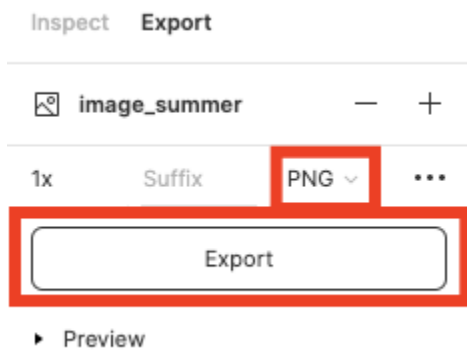 Inspect Export
image_summer
1x Suffix PNG
Export
Preview